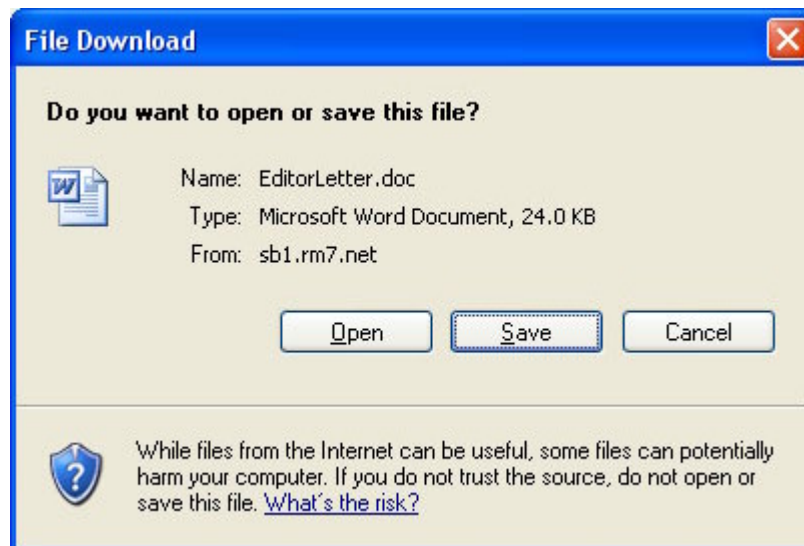 File Download
Do you want to open or save this file?
Name: EditorLetter.doc
Type: Microsoft Word Document, 24.0 KB
From: sb1.rm7.net
Open Save Cancel
While files from the Internet can be useful, some files can potentially
harm your computer. If you do not trust the source, do not open or
save this file. What's the risk?